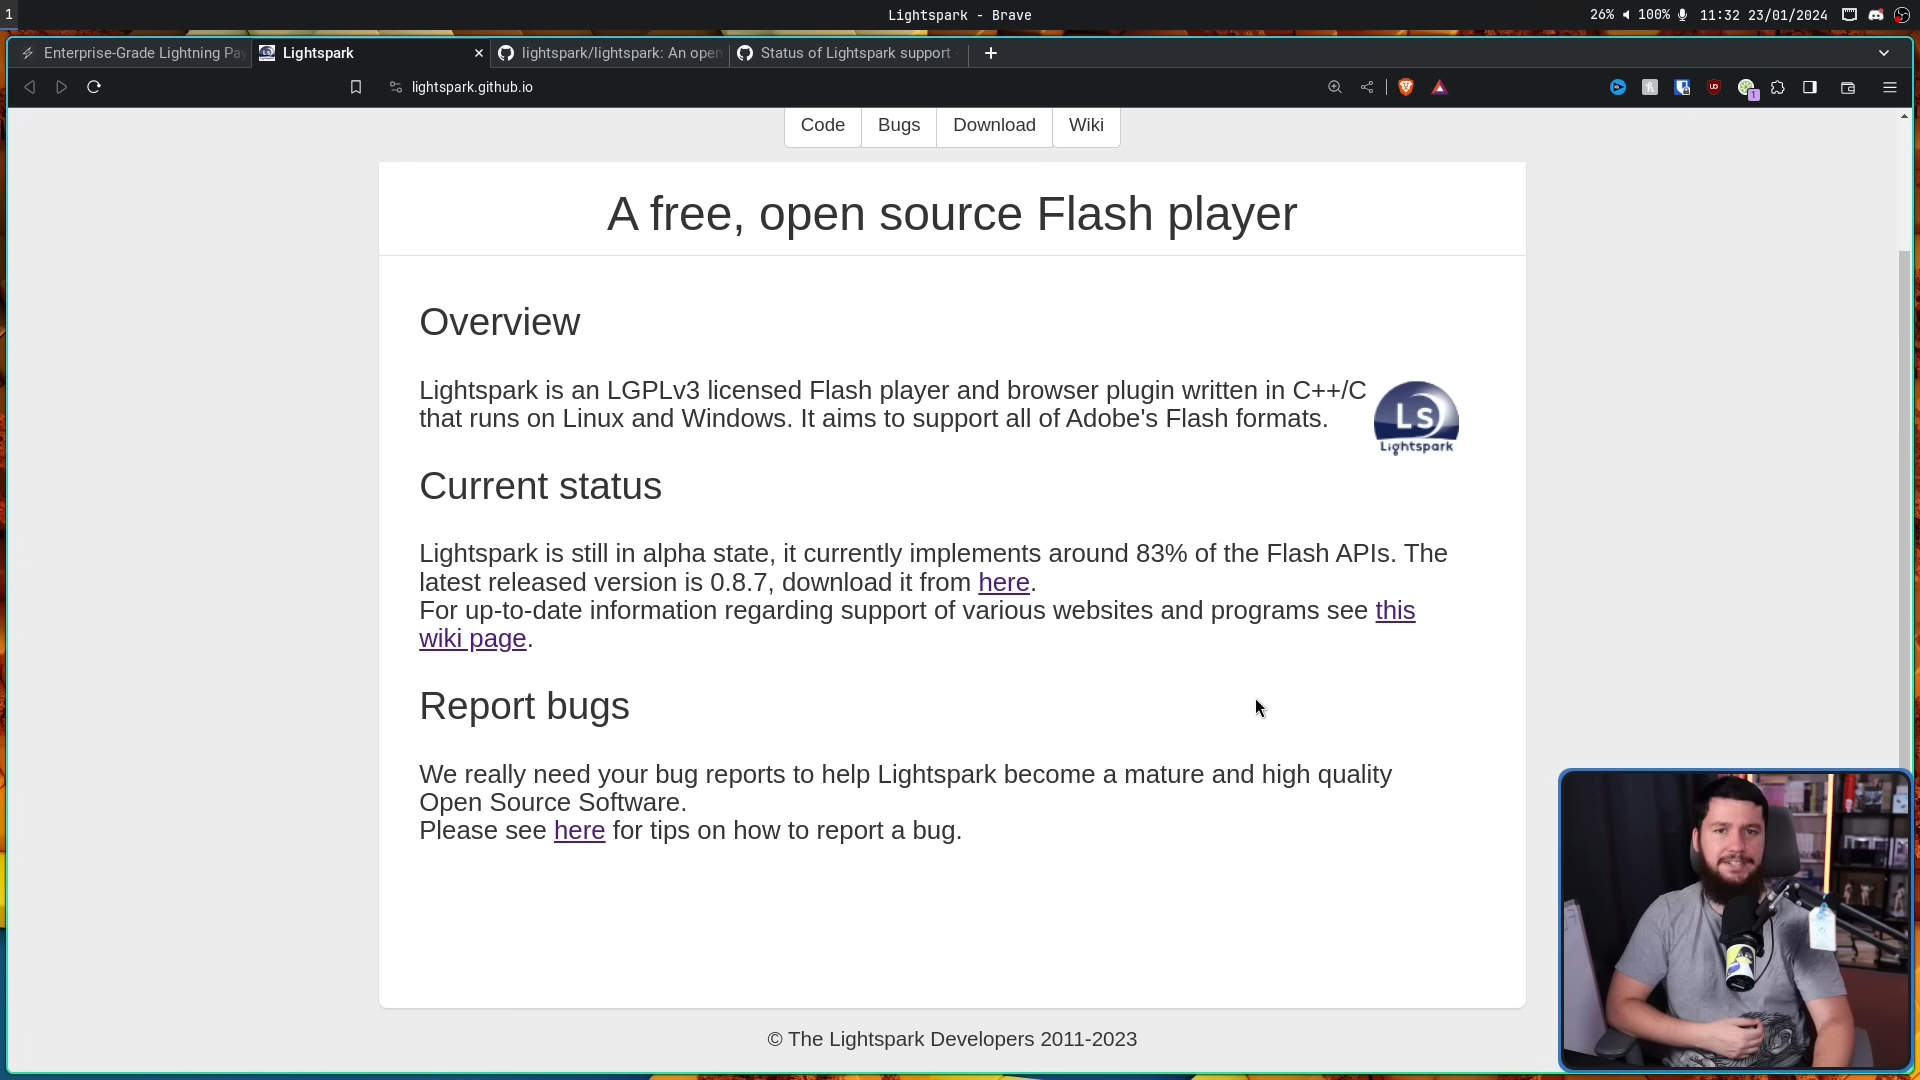 1
Lightspark - Brave
26% 100% 11:32 23/01/2024
Enterprise-Grade Lightning Pay
Lightspark
lightspark/lightspark: An open
Status of Lightspark support
lightspark.github.io
1
Code
Bugs
Download
Wiki
A free, open source Flash player
Overview
Lightspark is an LGPLv3 licensed Flash player and browser plugin written in C++/C
that runs on Linux and Windows. It aims to support all of Adobe's Flash formats.
LS
Lightspark
Current status
Lightspark is still in alpha state, it currently implements around 83% of the Flash APIs. The
latest released version is 0.8.7, download it from here.
For up-to-date information regarding support of various websites and programs see this
wiki page.
Report bugs
We really need your bug reports to help Lightspark become a mature and high quality
Open Source Software.
Please see here for tips on how to report a bug.
© The Lightspark Developers 2011-2023